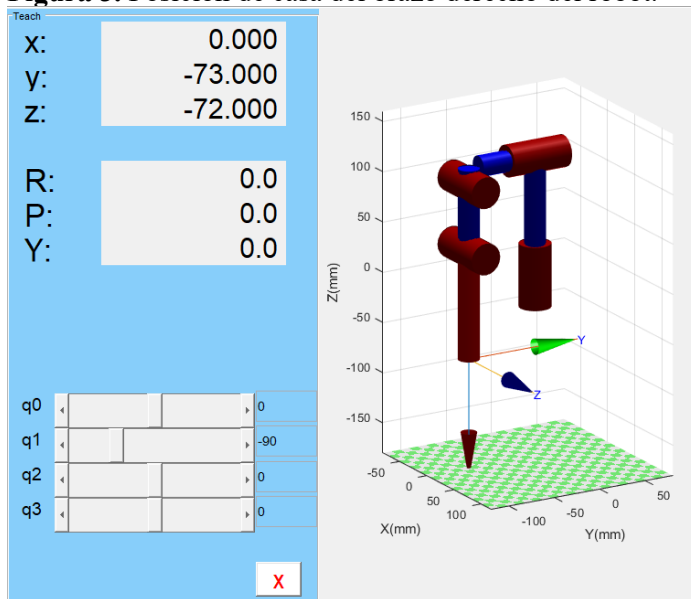 Teach
x: 0.000
y: -73.000
z: -72.000
R: 0.0
P: 0.0
Y: 0.0
q0 0
q1 -90
q2 0
q3 0
X
150
100
50
0
-50
-100
-150
Z(mm)
Y
Z
-50
0
50
100
X(mm)
-100
-50
0
50
Y(mm)